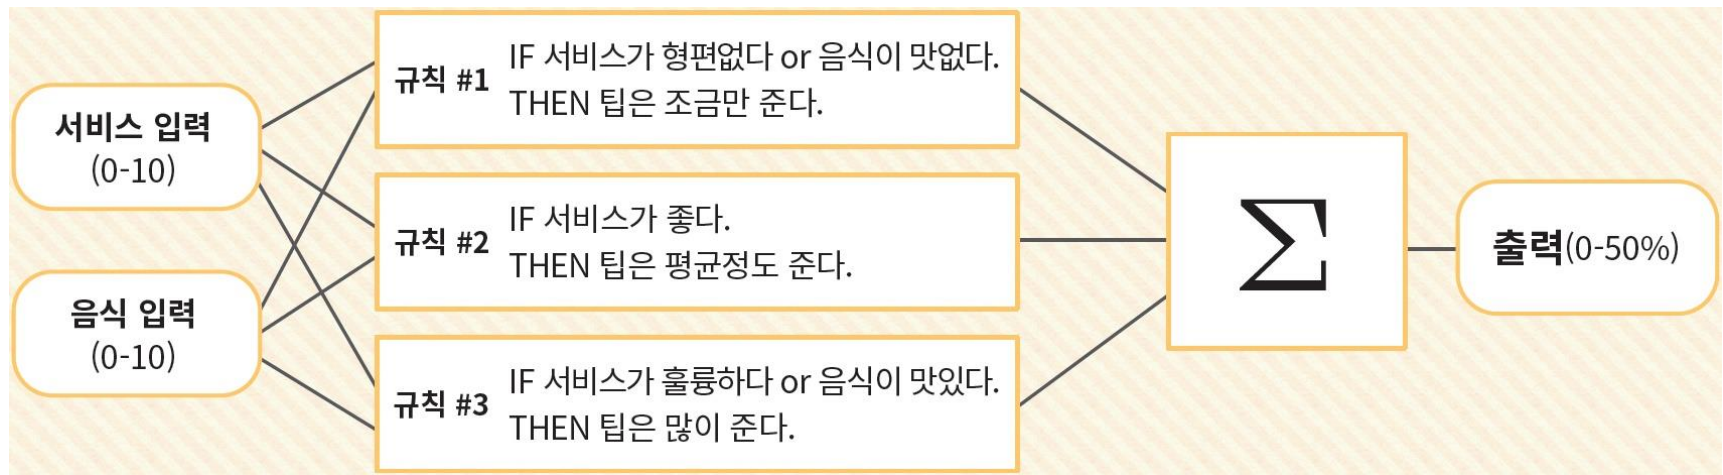 서비스 입력
(0-10)
음식 입력
(0-10)
규칙 #1
IF 서비스가 형편없다 or 음식이 맛없다.
THEN 팁은 조금만 준다.
규칙 #2
IF 서비스가 좋다.
THEN 팁은 평균정도 준다.
규칙 #3
IF 서비스가 훌륭하다 or 음식이 맛있다.
THEN 팁은 많이 준다.
Σ
출력(0-50%)